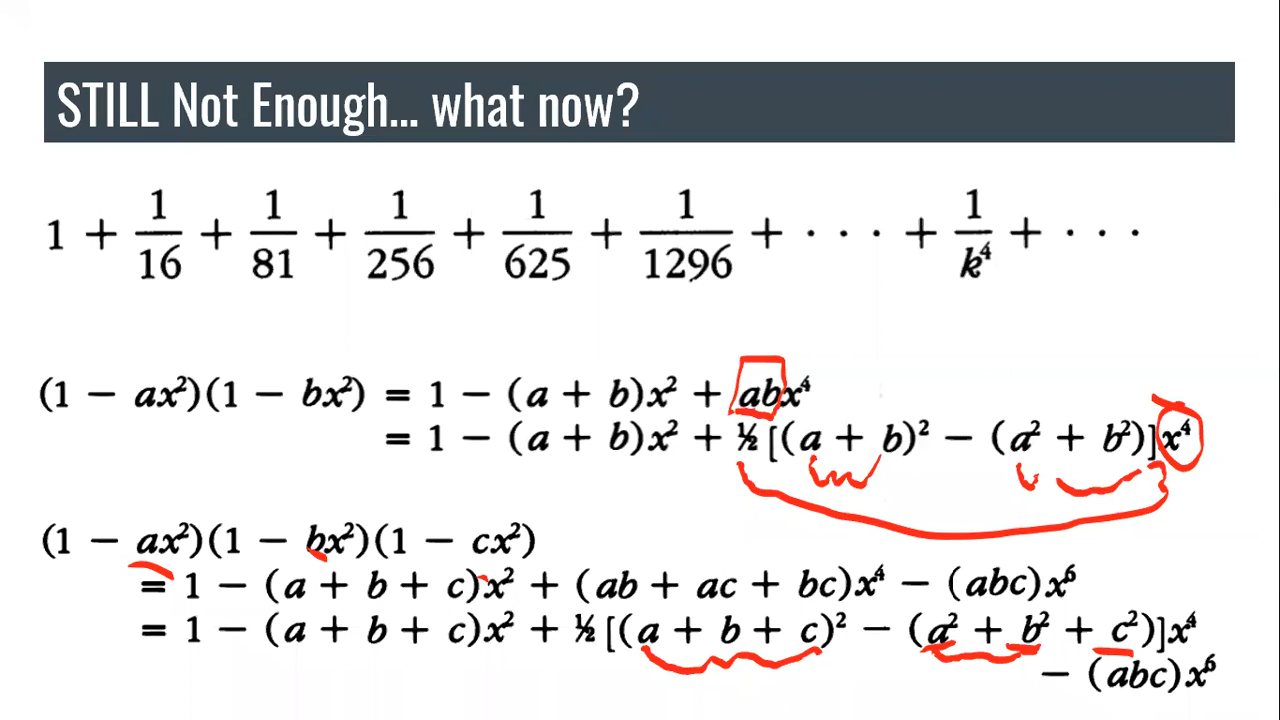 STILL Not Enough... what now?
1 + 1/16 + 1/81 + 1/256 + 1/625 + 1/1296 + · · · + 1/k⁴ + · · ·
(1 − ax²)(1 − bx²) = 1 − (a + b)x² + abx⁴
= 1 − (a + b)x² + ½ [(a + b)² − (a² + b²)]x⁴
(1 − ax²)(1 − bx²)(1 − cx²)
= 1 − (a + b + c)x² + (ab + ac + bc)x⁴ − (abc)x⁶
= 1 − (a + b + c)x² + ½ [(a + b + c)² − (a² + b² + c²)]x⁴
− (abc)x⁶